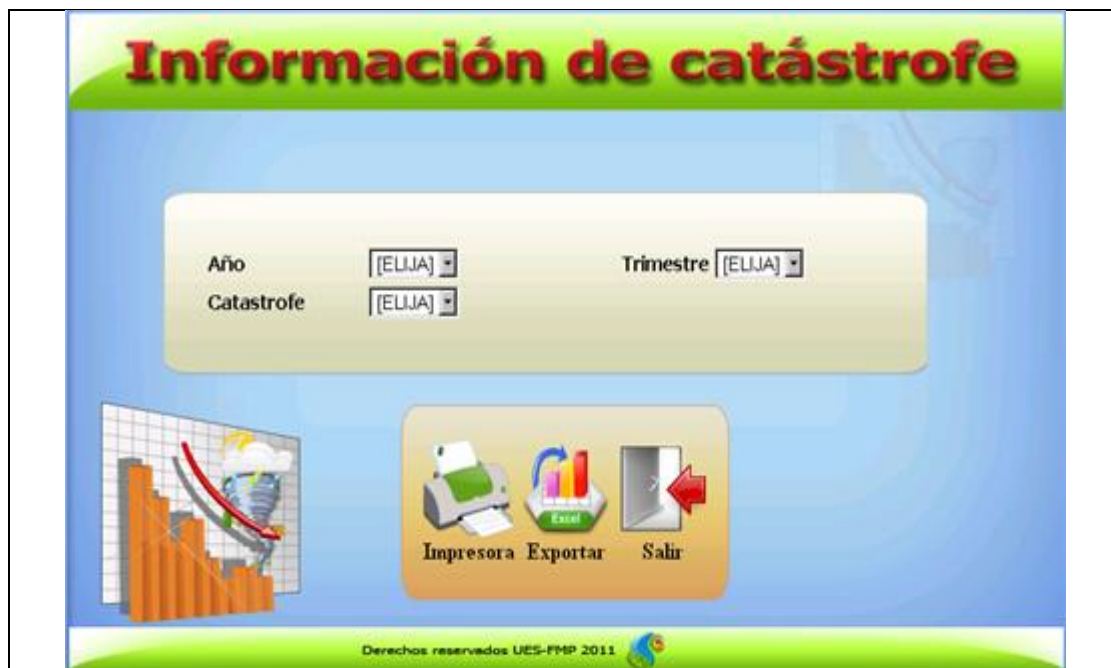 Información de catástrofe
Año [ELIJA] Trimestre [ELIJA]
Catastrofe [ELIJA]
Excel
Impresora Exportar Salir
Derechos reservados UES-FMP 2011